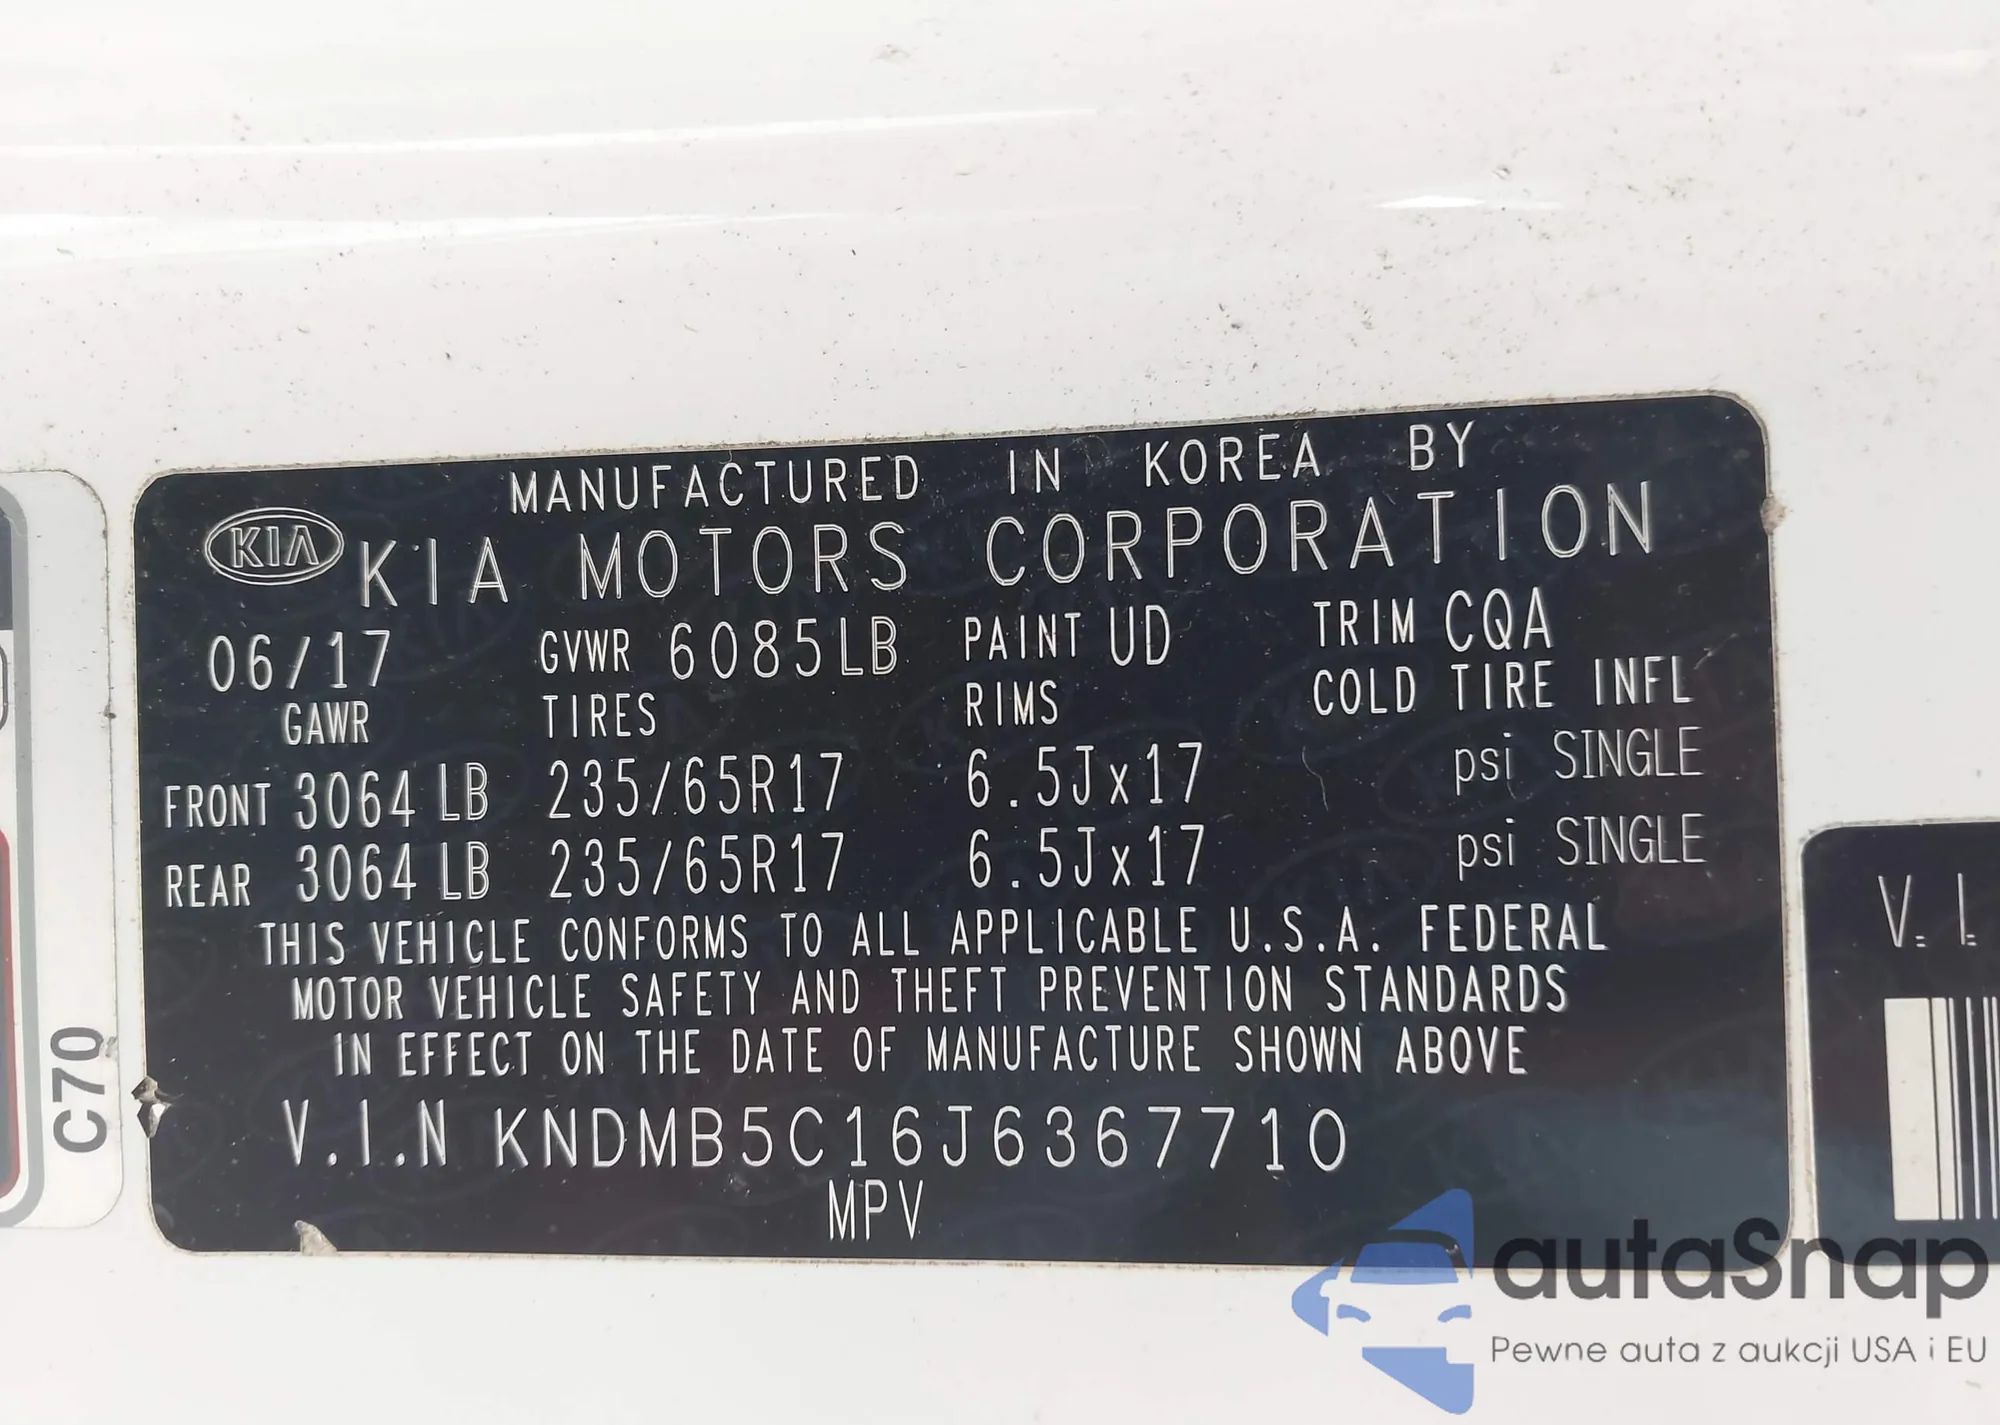 MANUFACTURED IN KOREA BY
KIA KIA MOTORS CORPORATION
06/17 GVWR 6085LB PAINT UD TRIM CQA
GAWR TIRES RIMS COLD TIRE INFL
FRONT 3064 LB 235/65R17 6.5Jx17 psi SINGLE
REAR 3064 LB 235/65R17 6.5Jx17 psi SINGLE
THIS VEHICLE CONFORMS TO ALL APPLICABLE U.S.A. FEDERAL
MOTOR VEHICLE SAFETY AND THEFT PREVENTION STANDARDS
IN EFFECT ON THE DATE OF MANUFACTURE SHOWN ABOVE
V.I.N KNDMB5C16J6367710
MPV
C70
V.I.
autaSnap
Pewne auta z aukcji USA i EU